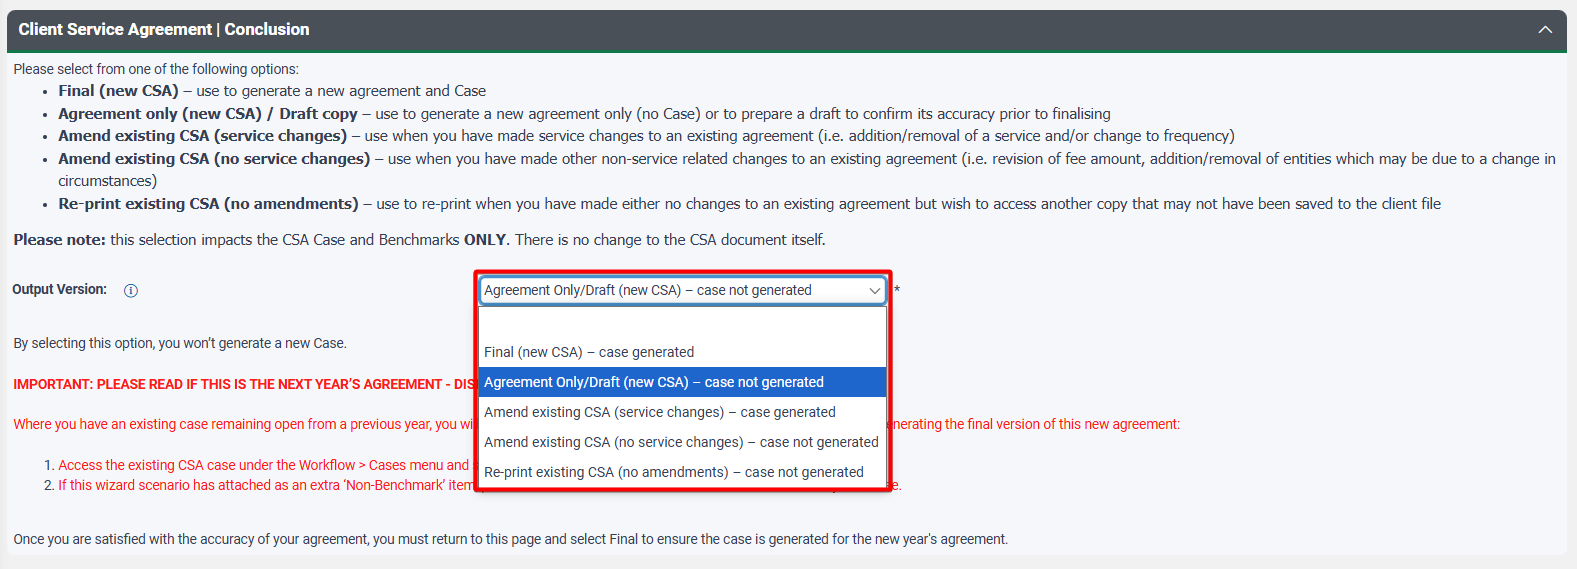 Client Service Agreement | Conclusion
Please select from one of the following options:
• Final (new CSA) – use to generate a new agreement and Case
• Agreement only (new CSA) / Draft copy – use to generate a new agreement only (no Case) or to prepare a draft to confirm its accuracy prior to finalising
• Amend existing CSA (service changes) – use when you have made service changes to an existing agreement (i.e. addition/removal of a service and/or change to frequency)
• Amend existing CSA (no service changes) – use when you have made other non-service related changes to an existing agreement (i.e. revision of fee amount, addition/removal of entities which may be due to a change in
circumstances)
• Re-print existing CSA (no amendments) – use to re-print when you have made either no changes to an existing agreement but wish to access another copy that may not have been saved to the client file
Please note: this selection impacts the CSA Case and Benchmarks ONLY. There is no change to the CSA document itself.
Output Version:
Agreement Only/Draft (new CSA) – case not generated
*
Final (new CSA) – case generated
Agreement Only/Draft (new CSA) – case not generated
Amend existing CSA (service changes) – case generated
Amend existing CSA (no service changes) – case not generated
Re-print existing CSA (no amendments) – case not generated
By selecting this option, you won't generate a new Case.
IMPORTANT: PLEASE READ IF THIS IS THE NEXT YEAR'S AGREEMENT -
Where you have an existing case remaining open from a previous year, you the final version of this new agreement:
1. Access the existing CSA case under the Workflow > Cases menu and
2. If this wizard scenario has attached as an extra 'Non-Benchmark' item
Once you are satisfied with the accuracy of your agreement, you must return to this page and select Final to ensure the case is generated for the new year's agreement.